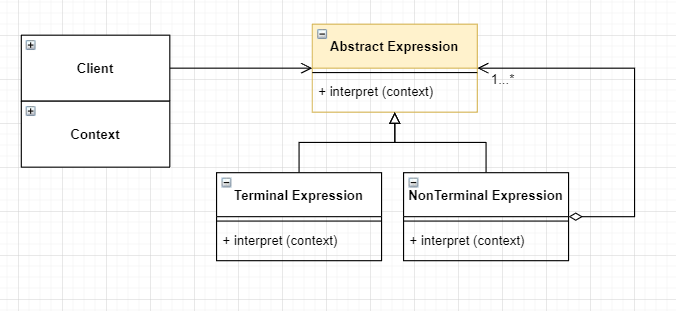 Client
Context
Abstract Expression
+ interpret (context)
1...*
Terminal Expression
+ interpret (context)
NonTerminal Expression
+ interpret (context)